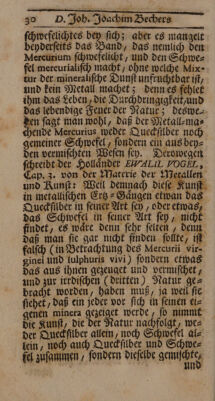 30 D. Joh. Joachim Bechers
schwefelichtes bey sich; aber es mangelt
beyderseits das Band, das nemlich den
Mercurium schwefelicht, und den Schwe-
fel mercurialisch macht, ohne welche Mix-
tur der mineralische Dunst unfruchtbar ist,
und kein Metall machet; denn es fehlet
ihm das Leben, die Durchdringligkeit, und
das lebendige Feuer der Natur; deswe-
gen sagt man wohl, daß der Metall-ma-
chende Mercurius weder Quecksilber noch
gemeiner Schwefel, sondern ein aus bey-
den vermischtes Wesen sey. Derowegen
schreibt der Holländer EWALD VOGEL,
Cap. 3. von der Materie der Metallen
und Kunst: Weil demnach diese Kunst
in metallischen Ertz-Gängen etwan das
Quecksilber in seiner Art sey, oder etwas,
das Schwefel in seiner Art sey, nicht
findet, es wäre denn sehr selten, denn
daß man sie gar nicht finden sollte, ist
falsch (in Betrachtung des Mercurii vir-
ginei und sulphuris vivi) sondern etwas
das aus ihnen gezeuget und vermischet,
und zur irdischen (dritten) Natur ge-
bracht worden, haben muß, ja weil sie
siehet, daß ein jeder vor sich in seinen ei-
genen minera gezeiget werde, so nimmt
die Kunst, die der Natur nachfolgt, we-
der Quecksilber allein, noch Schwefel al-
lein, noch auch Quecksilber und Schwe-
fel zusammen, sondern dieselbe gemischte,
und